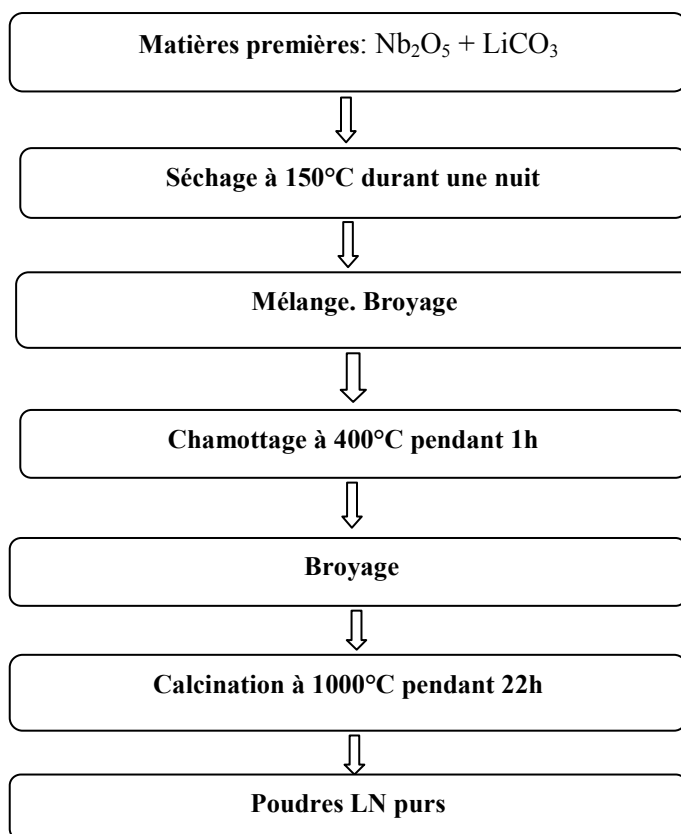 Matières premières: Nb₂O₅ + LiCO₃
Séchage à 150°C durant une nuit
Mélange. Broyage
Chamottage à 400°C pendant 1h
Broyage
Calcination à 1000°C pendant 22h
Poudres LN purs